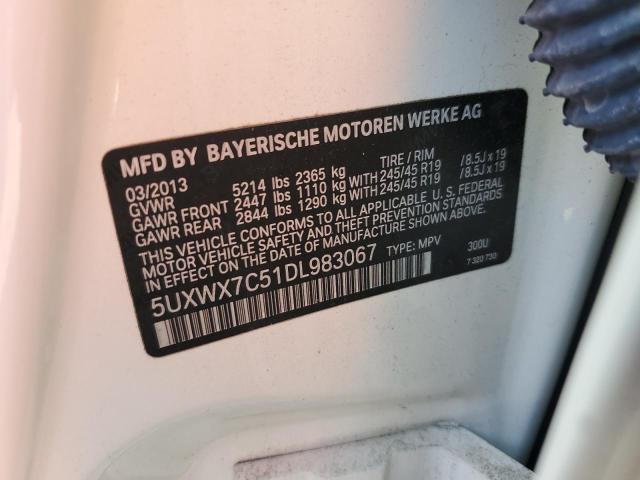 MFD BY BAYERISCHE MOTOREN WERKE AG
03/2013 TIRE / RIM
GVWR 5214 lbs 2365 kg
GAWR FRONT 2447 lbs 1110 kg WITH 245/45 R19 /8.5J x 19
GAWR REAR 2844 lbs 1290 kg WITH 245/45 R19 /8.5J x 19
THIS VEHICLE CONFORMS TO ALL APPLICABLE U.S. FEDERAL
MOTOR VEHICLE SAFETY AND THEFT PREVENTION STANDARDS
IN EFFECT ON THE DATE OF MANUFACTURE SHOWN ABOVE.
5UXWX7C51DL983067 TYPE: MPV 300U
7 320 730